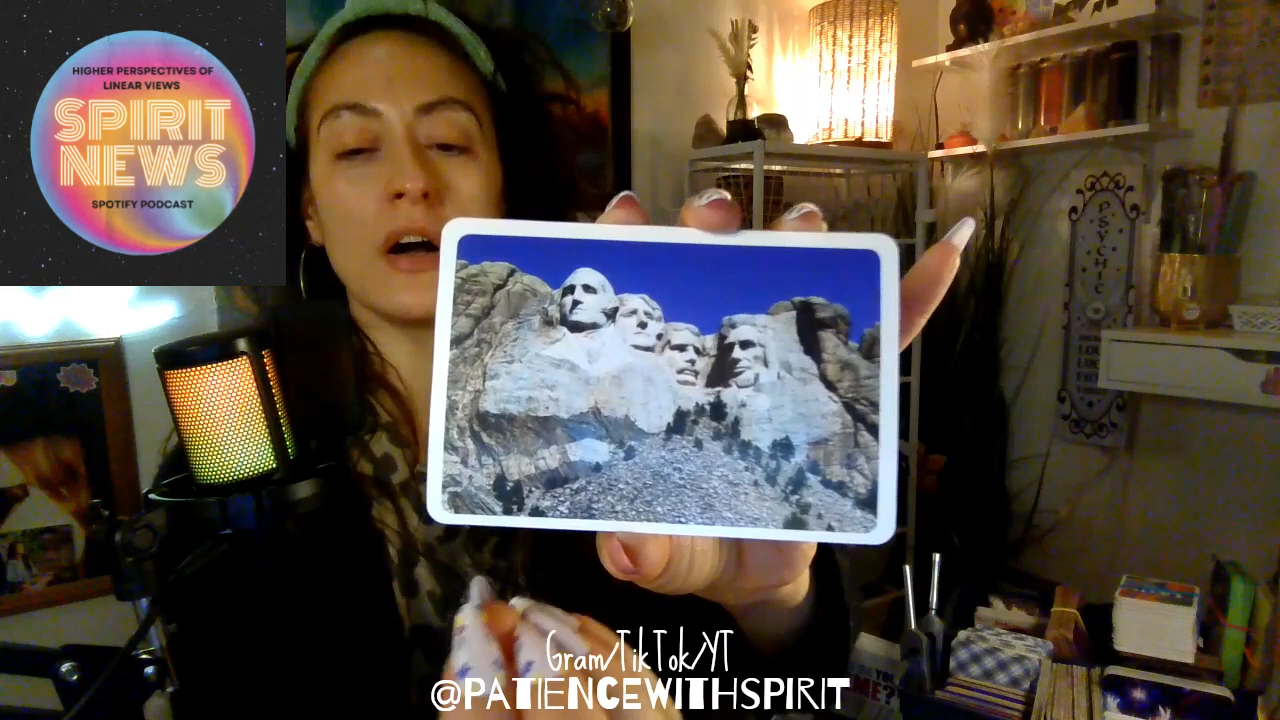 HIGHER PERSPECTIVES OF
LINEAR VIEWS
SPIRIT
NEWS
SPOTIFY PODCAST
PSYCHIC
Gram/TikTok/YT
@PATIENCEWITHSPIRIT